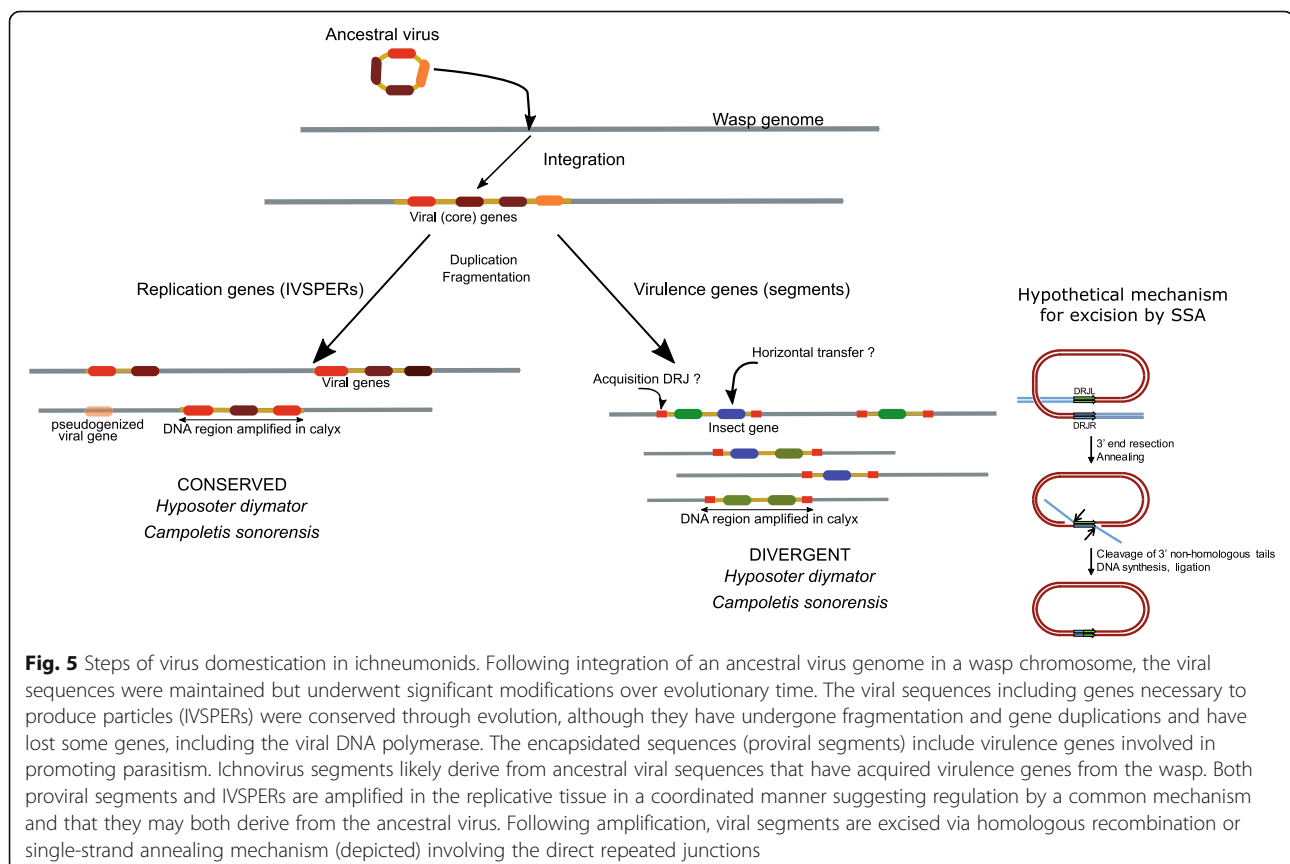 Ancestral virus
Wasp genome
Integration
Viral (core) genes
Duplication
Fragmentation
Replication genes (IVSPERs)
Virulence genes (segments)
Hypothetical mechanism
for excision by SSA
Horizontal transfer ?
Acquisition DRJ ?
Viral genes
Insect gene
pseudogenized
viral gene
DNA region amplified in calyx
CONSERVED
Hyposoter diymator
Campoletis sonorensis
DNA region amplified in calyx
DIVERGENT
Hyposoter diymator
Campoletis sonorensis
DRJL
DRJR
3' end resection
Annealing
Cleavage of 3' non-homologous tails
DNA synthesis, ligation
Fig. 5 Steps of virus domestication in ichneumonids. Following integration of an ancestral virus genome in a wasp chromosome, the viral
sequences were maintained but underwent significant modifications over evolutionary time. The viral sequences including genes necessary to
produce particles (IVSPERs) were conserved through evolution, although they have undergone fragmentation and gene duplications and have
lost some genes, including the viral DNA polymerase. The encapsidated sequences (proviral segments) include virulence genes involved in
promoting parasitism. Ichnovirus segments likely derive from ancestral viral sequences that have acquired virulence genes from the wasp. Both
proviral segments and IVSPERs are amplified in the replicative tissue in a coordinated manner suggesting regulation by a common mechanism
and that they may both derive from the ancestral virus. Following amplification, viral segments are excised via homologous recombination or
single-strand annealing mechanism (depicted) involving the direct repeated junctions